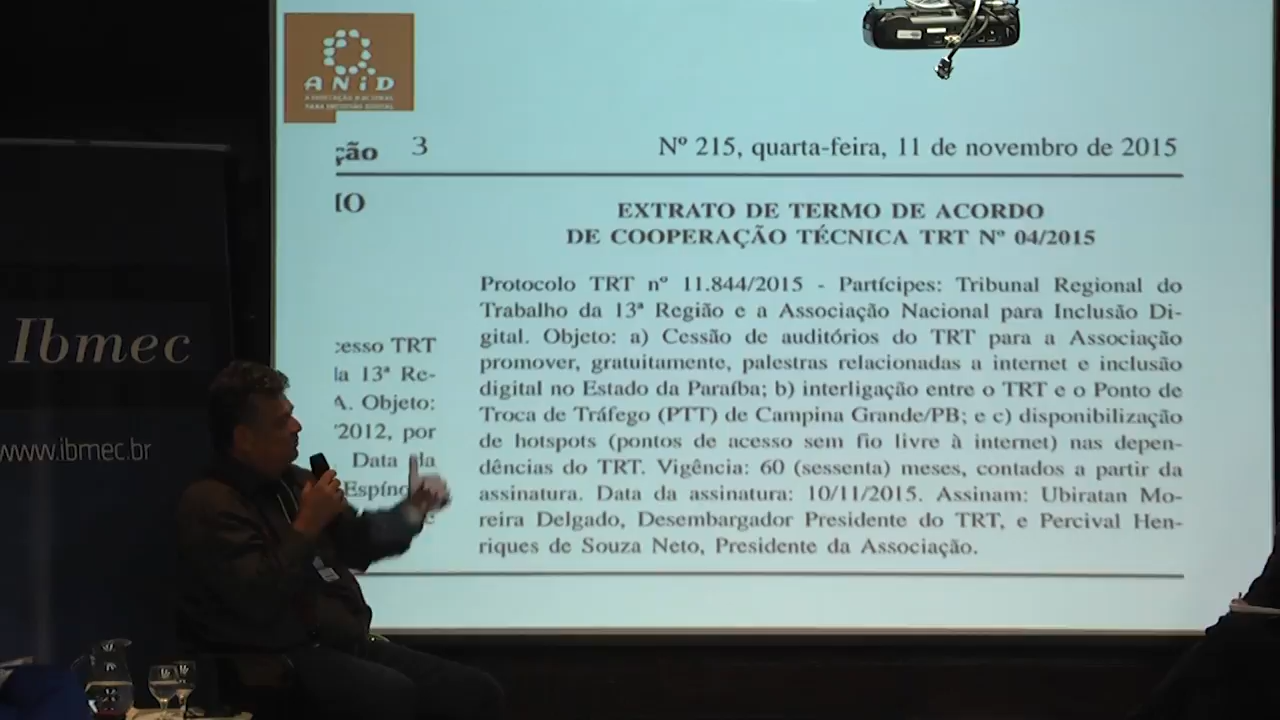 ANiD
ASSOCIAÇÃO NACIONAL
PARA INCLUSÃO DIGITAL
ção 3 Nº 215, quarta-feira, 11 de novembro de 2015
EXTRATO DE TERMO DE ACORDO
DE COOPERAÇÃO TÉCNICA TRT Nº 04/2015
Protocolo TRT nº 11.844/2015 - Partícipes: Tribunal Regional do
Trabalho da 13ª Região e a Associação Nacional para Inclusão Di-
gital. Objeto: a) Cessão de auditórios do TRT para a Associação
promover, gratuitamente, palestras relacionadas a internet e inclusão
digital no Estado da Paraíba; b) interligação entre o TRT e o Ponto de
Troca de Tráfego (PTT) de Campina Grande/PB; e c) disponibilização
de hotspots (pontos de acesso sem fio livre à internet) nas depen-
dências do TRT. Vigência: 60 (sessenta) meses, contados a partir da
assinatura. Data da assinatura: 10/11/2015. Assinam: Ubiratan Mo-
reira Delgado, Desembargador Presidente do TRT, e Percival Hen-
riques de Souza Neto, Presidente da Associação.
IO
cesso TRT
la 13ª Re-
A. Objeto:
2012, por
Data da
Espíno
Ibmec
www.ibmec.br